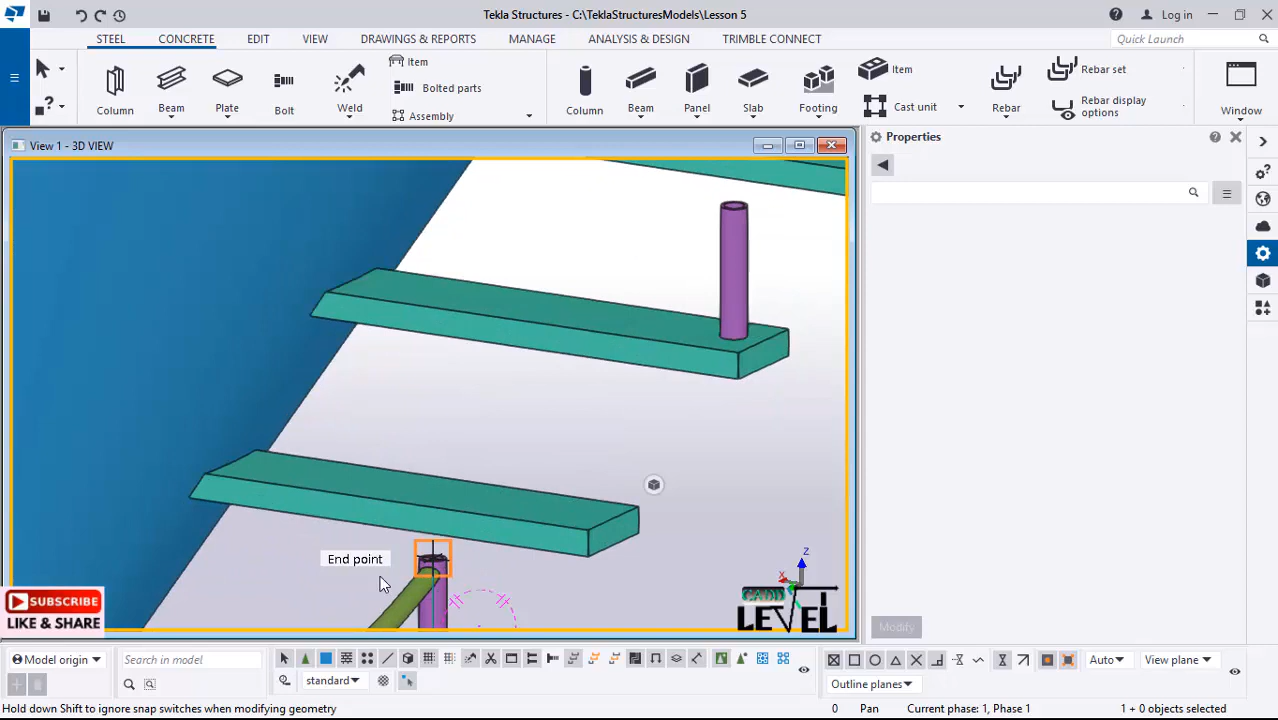 Tekla Structures - C:\TeklaStructuresModels\Lesson 5
Log in
STEEL CONCRETE EDIT VIEW DRAWINGS & REPORTS MANAGE ANALYSIS & DESIGN TRIMBLE CONNECT
Quick Launch
Item
Bolted parts
Assembly
Column Beam Plate Bolt Weld
Column Beam Panel Slab Footing
Item
Cast unit
Rebar
Rebar set
Rebar display options
Window
View 1 - 3D VIEW
Properties
End point
Z
X
SUBSCRIBE
LIKE & SHARE
CADD
LEVEL
Modify
Model origin
Search in model
standard
Auto
View plane
Outline planes
Hold down Shift to ignore snap switches when modifying geometry
0 Pan Current phase: 1, Phase 1 1 + 0 objects selected